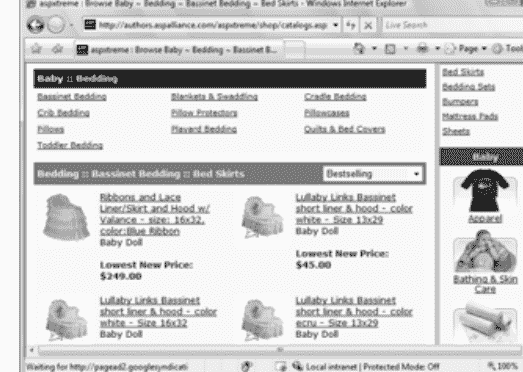 aspxtreme : Browse Baby ~ Bedding ~ Bassinet Bedding ~ Bed Skirts - Windows Internet Explorer
http://authors.aspalliance.com/aspxtreme/shop/catalogs.asp
Live Search
aspxtreme : Browse Baby ~ Bedding ~ Bassinet B...
Page
Tool
Baby :: Bedding
Bassinet Bedding
Blankets & Swaddling
Cradle Bedding
Crib Bedding
Pillow Protectors
Pillowcases
Pillows
Playard Bedding
Quilts & Bed Covers
Toddler Bedding
Bedding :: Bassinet Bedding :: Bed Skirts
Bestselling
Ribbons and Lace
Liner/Skirt and Hood w/
Valance - size: 16x32,
color:Blue Ribbon
Baby Doll
Lowest New Price:
$249.00
Lullaby Links Bassinet
short liner & hood - color
white - Size 13x29
Baby Doll
Lowest New Price:
$45.00
Lullaby Links Bassinet
short liner & hood - color
white - Size 16x32
Baby Doll
Lullaby Links Bassinet
short liner & hood - color
ecru - Size 13x29
Baby Doll
Bed Skirts
Bedding Sets
Bumpers
Mattress Pads
Sheets
Baby
Apparel
Bathing & Skin
Care
Waiting for http://pagead2.googlesyndicati
Local intranet | Protected Mode: Off
100%